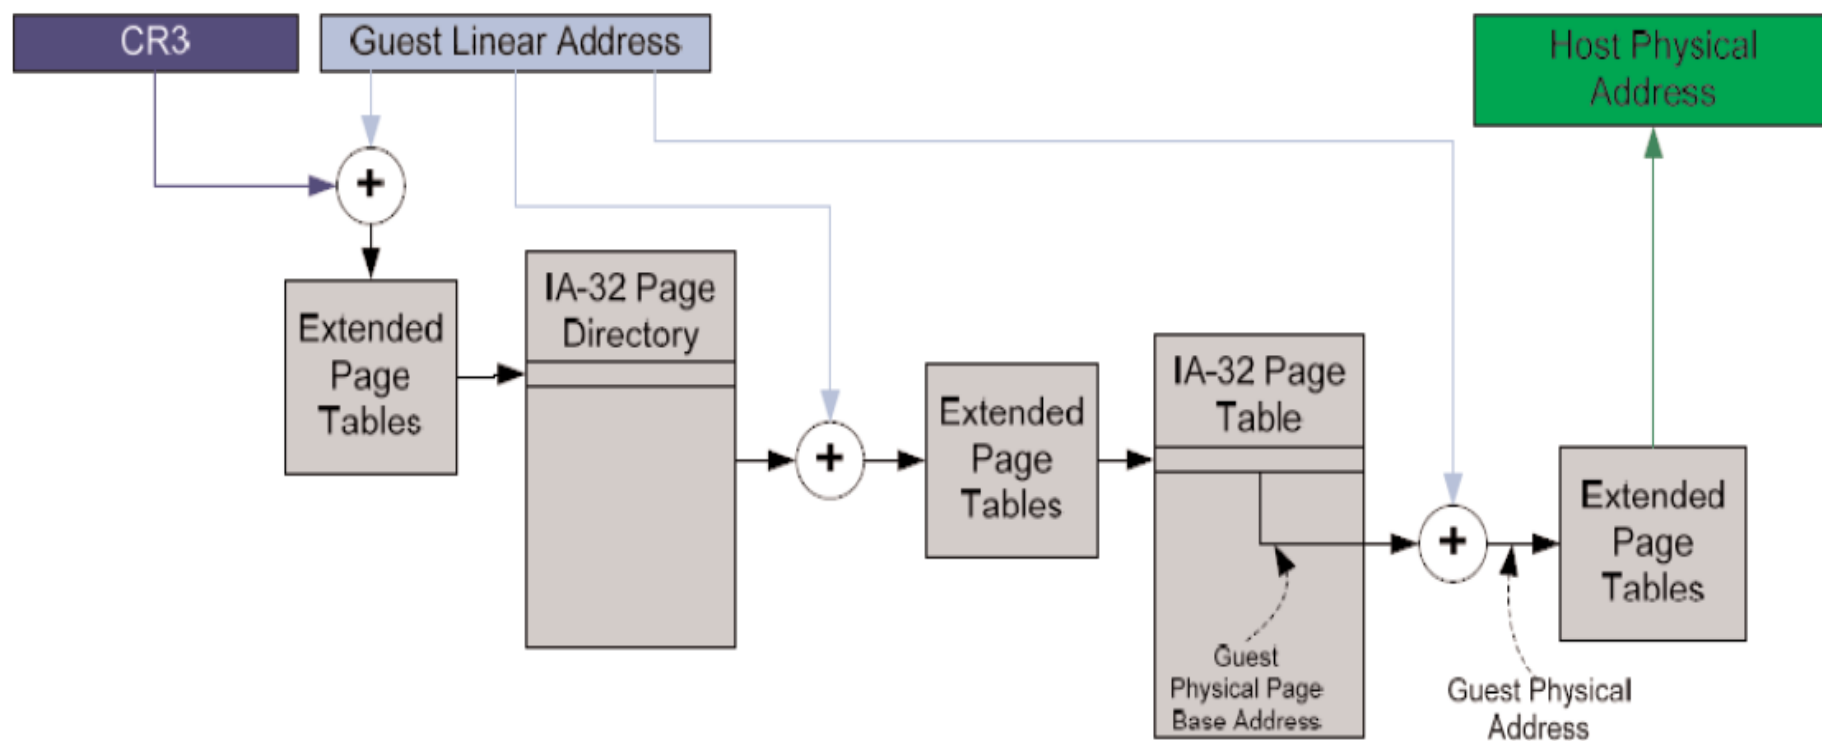 CR3
Guest Linear Address
Host Physical
Address
+
Extended
Page
Tables
IA-32 Page
Directory
+
Extended
Page
Tables
IA-32 Page
Table
Guest
Physical Page
Base Address
+
Guest Physical
Address
Extended
Page
Tables